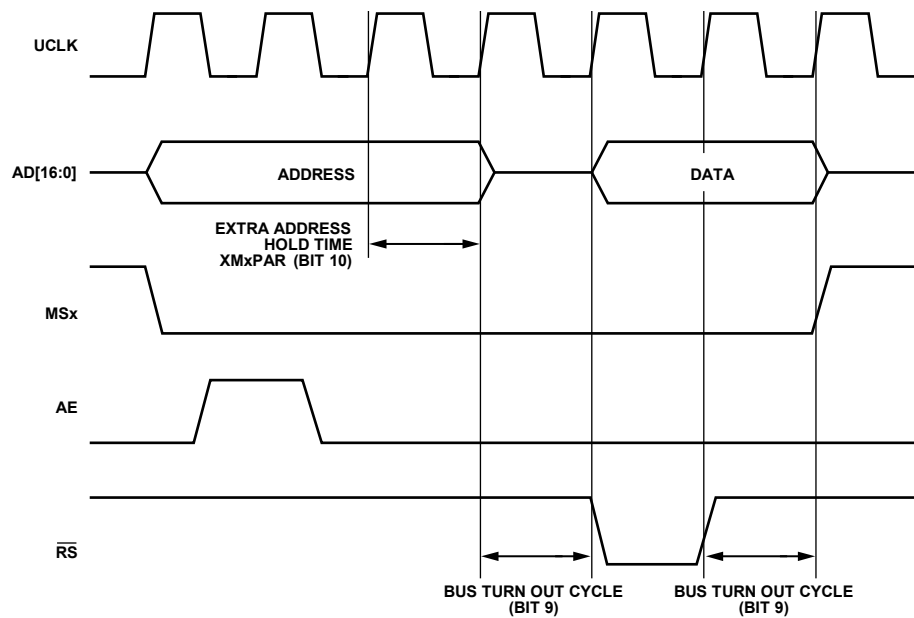 UCLK
AD[16:0]
ADDRESS
DATA
EXTRA ADDRESS
HOLD TIME
XMxPAR (BIT 10)
MSx
AE
RS
BUS TURN OUT CYCLE
(BIT 9)
BUS TURN OUT CYCLE
(BIT 9)